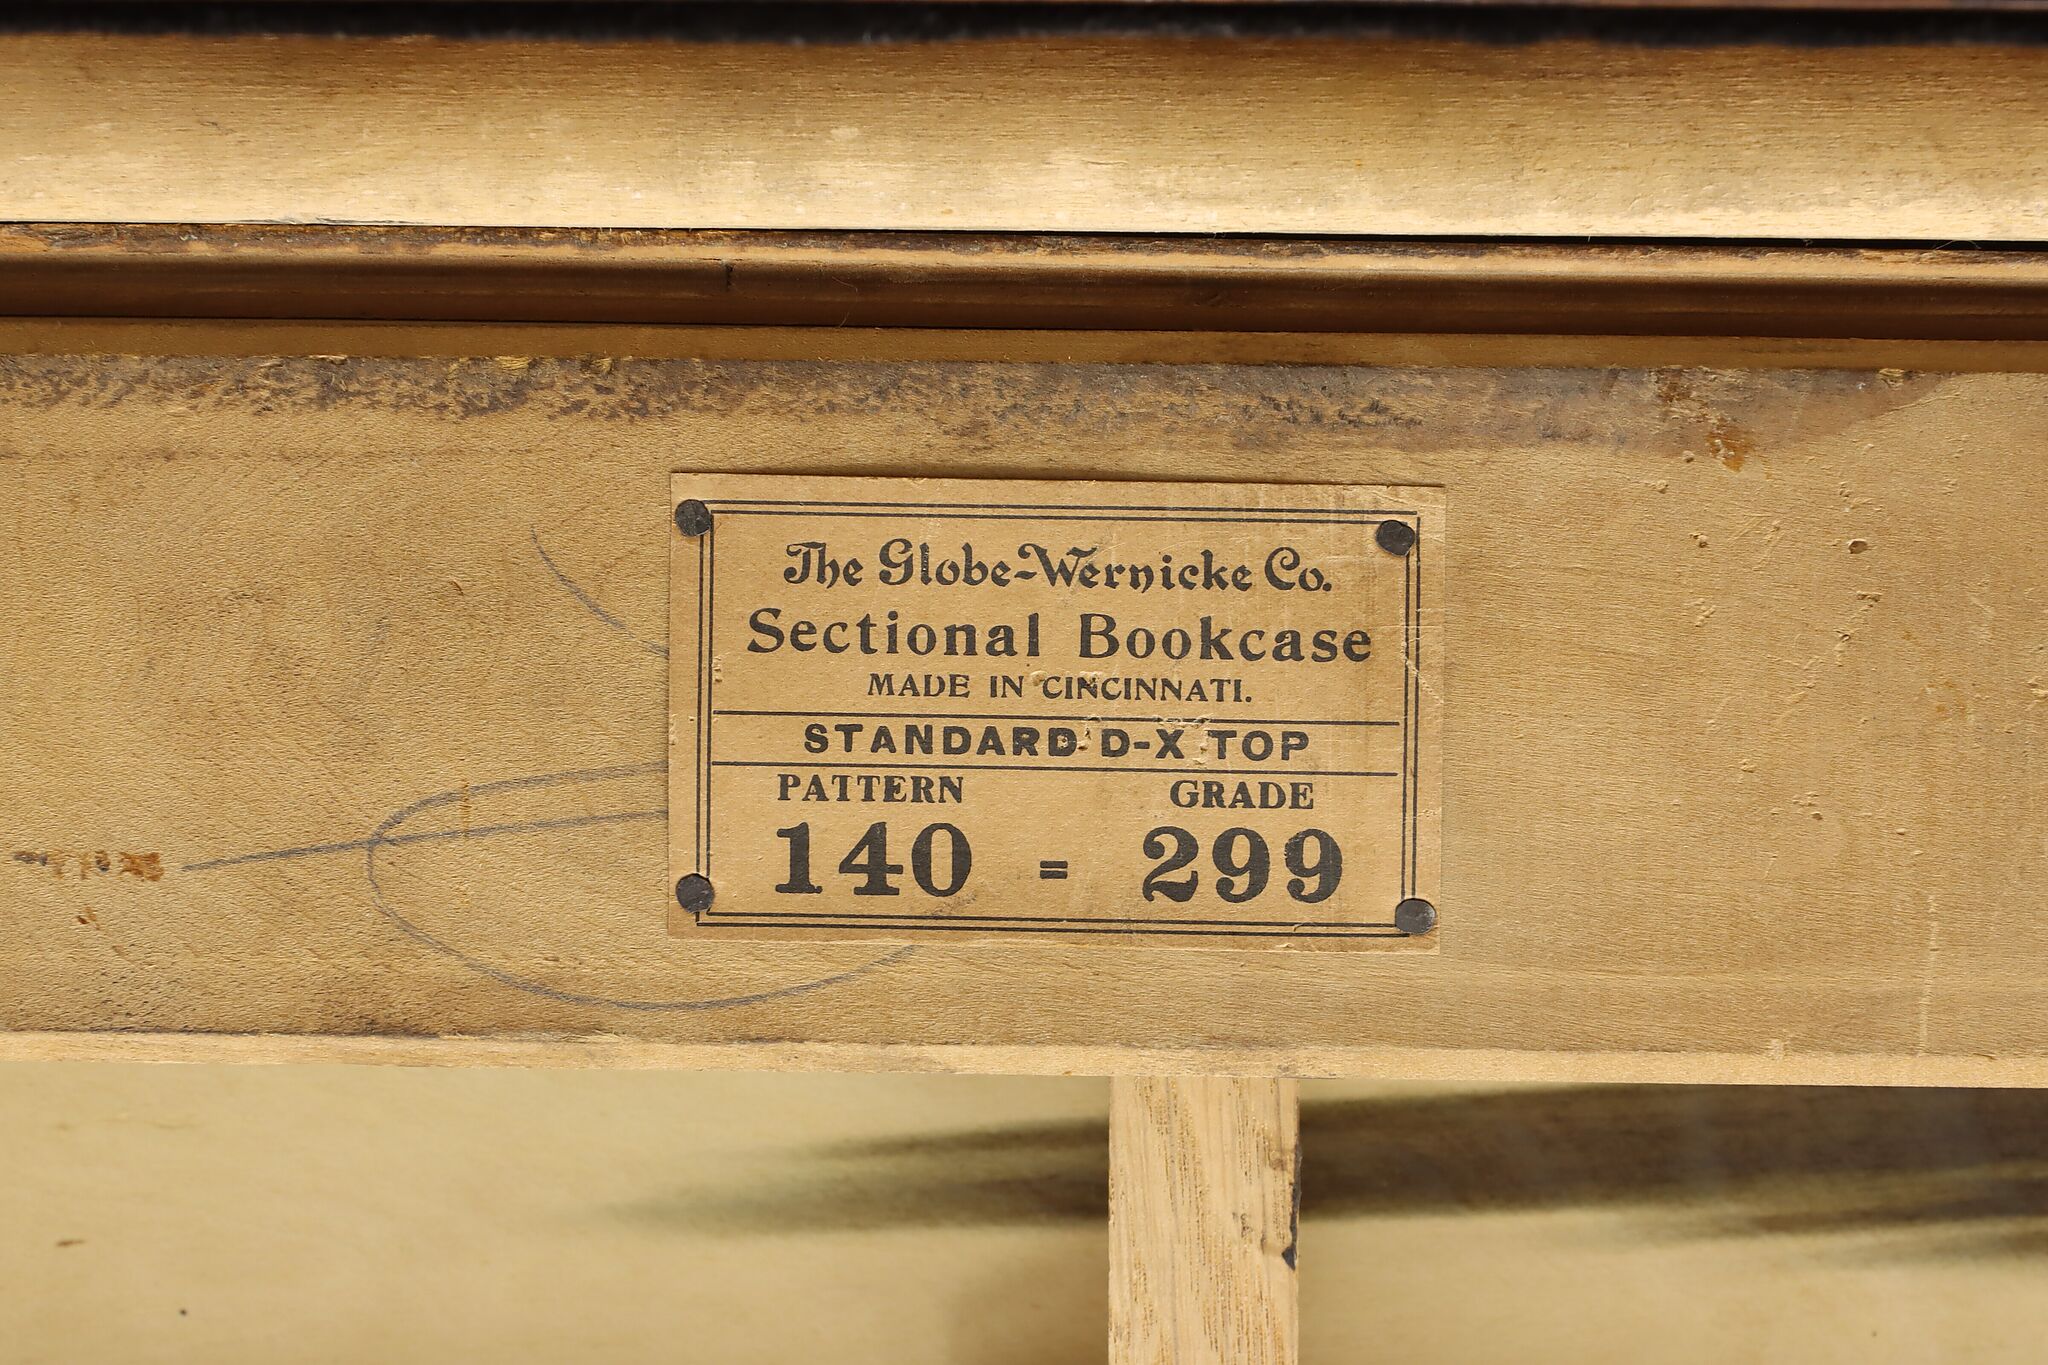 The Globe-Wernicke Co.
Sectional Bookcase
MADE IN CINCINNATI.
STANDARD D-X TOP
PATTERN GRADE
140 = 299